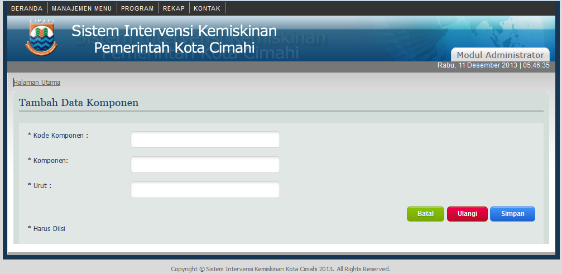 BERANDA MANAJEMEN MENU PROGRAM REKAP KONTAK
Sistem Intervensi Kemiskinan
Pemerintah Kota Cimahi
Modul Administrator
Rabu, 11 Desember 2013 | 05:46:35
Halaman Utama
Tambah Data Komponen
* Kode Komponen :
* Komponen:
* Urut :
Batal Ulangi Simpan
* Harus Diisi
Copyright © Sistem Intervensi Kemiskinan Kota Cimahi 2013. All Rights Reserved.